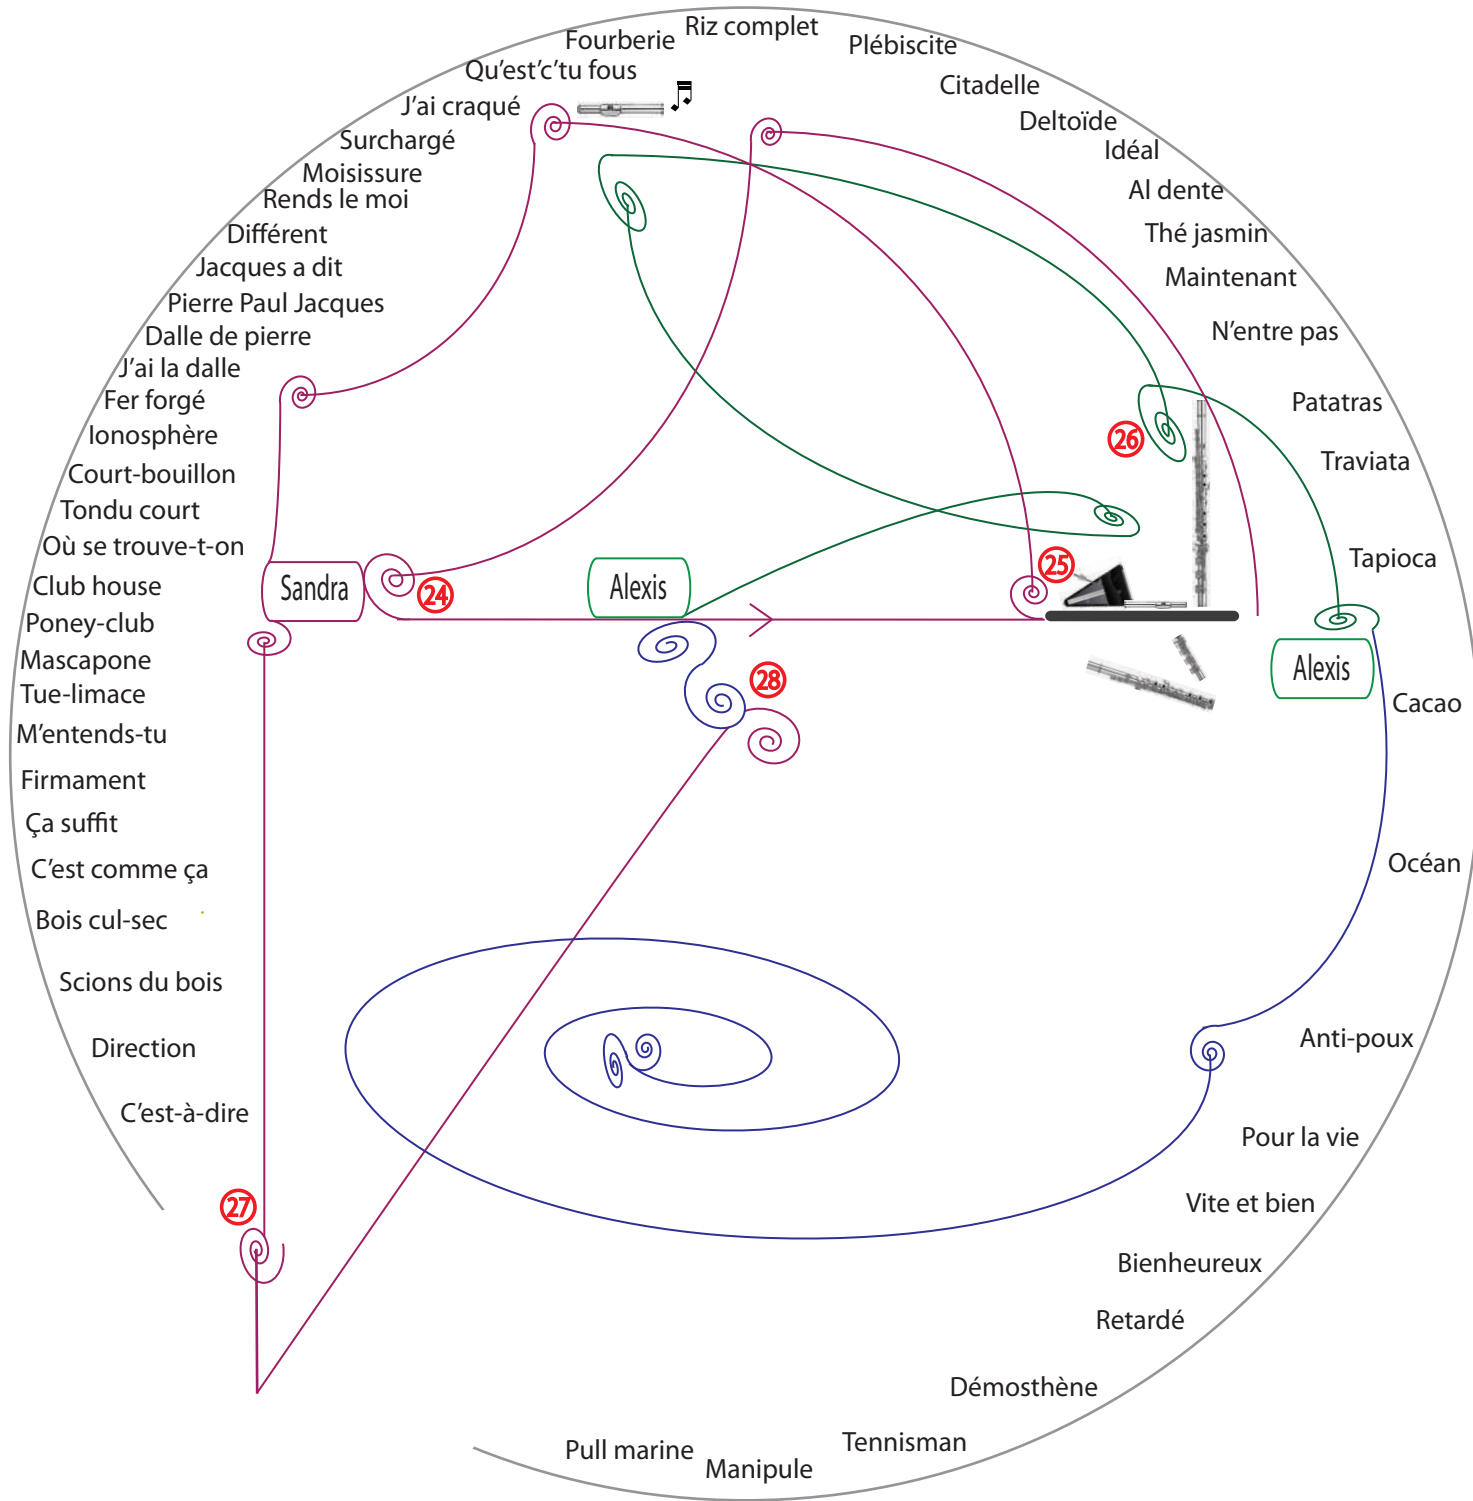 Riz complet
Fourberie
Plébiscite
Qu'est'c'tu fous
Citadelle
J'ai craqué
Deltoïde
Surchargé
Idéal
Moisissure
Al dente
Rends le moi
Thé jasmin
Différent
Jacques a dit
Maintenant
Pierre Paul Jacques
N'entre pas
Dalle de pierre
J'ai la dalle
Fer forgé
Patatras
Ionosphère
26
Traviata
Court-bouillon
Tondu court
Où se trouve-t-on
Tapioca
25
Club house
Sandra
24
Alexis
Poney-club
Mascapone
Alexis
28
Tue-limace
Cacao
M'entends-tu
Firmament
Ça suffit
Océan
C'est comme ça
Bois cul-sec
Scions du bois
Anti-poux
Direction
C'est-à-dire
Pour la vie
27
Vite et bien
Bienheureux
Retardé
Démosthène
Tennisman
Pull marine
Manipule